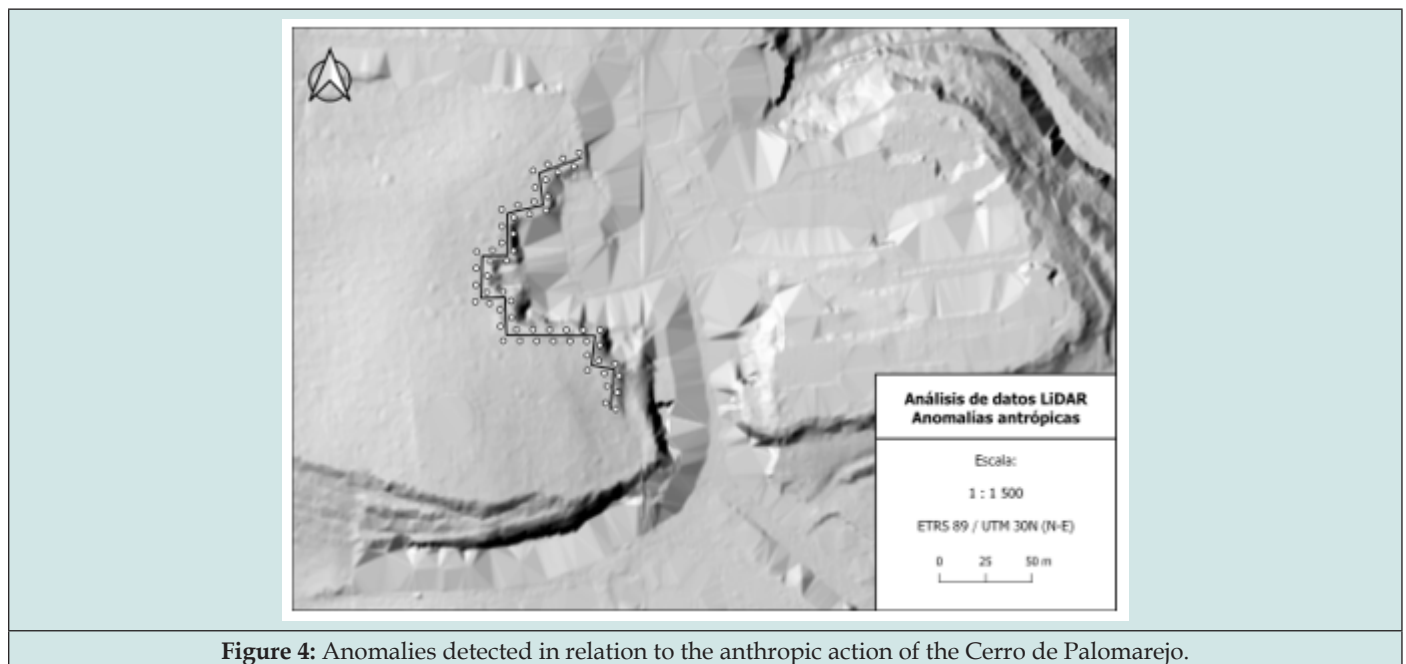 Análisis de datos LiDAR
Anomalías antrópicas
Escala:
1 : 1 500
ETRS 89 / UTM 30N (N-E)
0 25 50 m
Figure 4: Anomalies detected in relation to the anthropic action of the Cerro de Palomarejo.